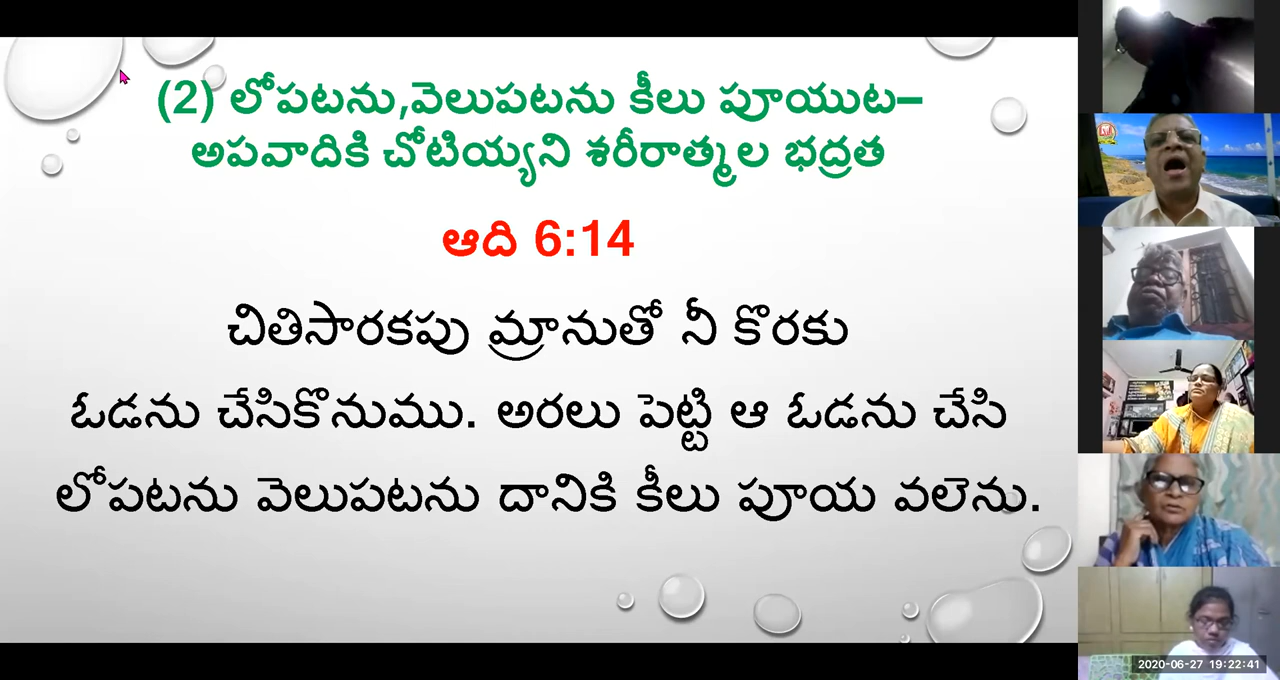 (2) లోపటను,వెలుపటను కీలు పూయుట–
అపవాదికి చోటియ్యని శరీరాత్మల భద్రత
ఆది 6:14
చితిసారకపు మ్రానుతో నీ కొరకు
ఓడను చేసికొనుము. అరలు పెట్టి ఆ ఓడను చేసి
లోపటను వెలుపటను దానికి కీలు పూయ వలెను.
2020-06-27 19:22:41